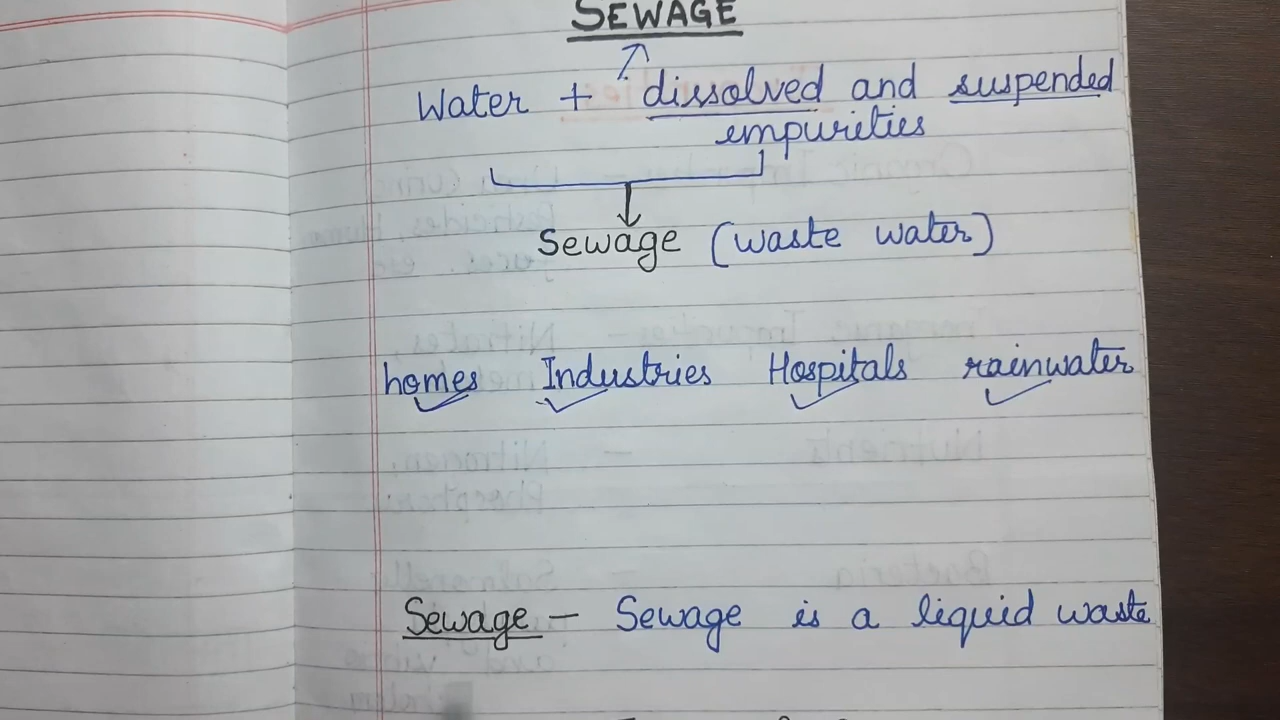 SEWAGE
Water + dissolved and suspended
empurities
Sewage (waste water)
homes Industries Hospitals rainwater
Sewage – Sewage is a liquid waste